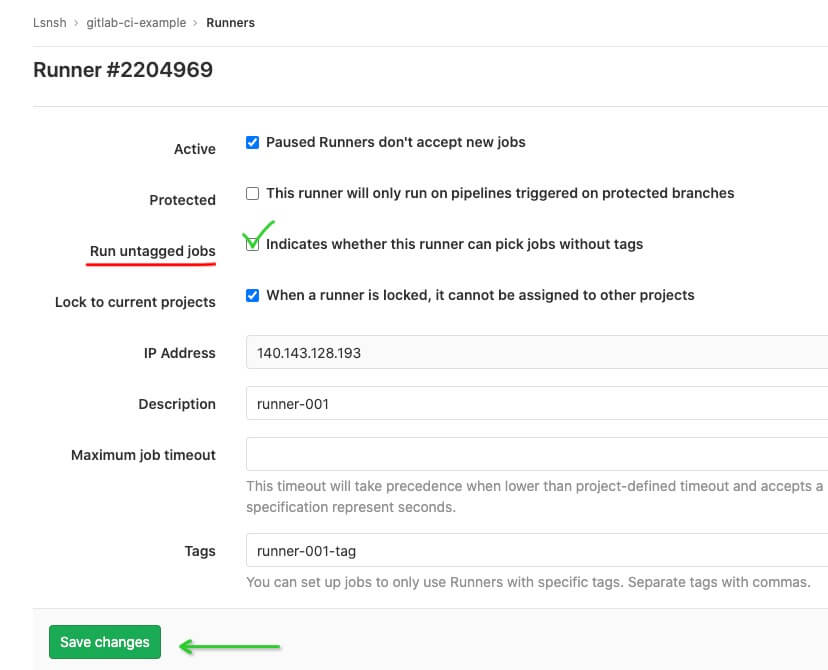 Lsnsh > gitlab-ci-example > Runners
Runner #2204969
Active
Paused Runners don't accept new jobs
Protected
This runner will only run on pipelines triggered on protected branches
Run untagged jobs
Indicates whether this runner can pick jobs without tags
Lock to current projects
When a runner is locked, it cannot be assigned to other projects
IP Address
140.143.128.193
Description
runner-001
Maximum job timeout
This timeout will take precedence when lower than project-defined timeout and accepts a
specification represent seconds.
Tags
runner-001-tag
You can set up jobs to only use Runners with specific tags. Separate tags with commas.
Save changes